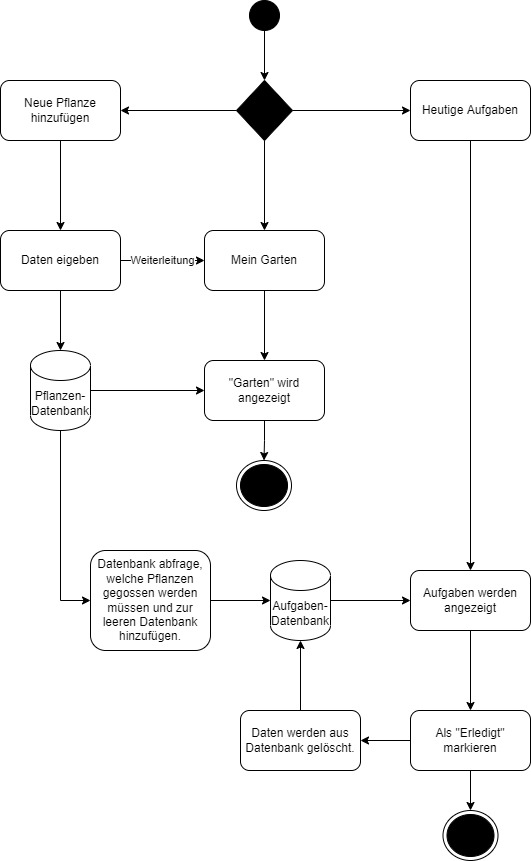 Neue Pflanze
hinzufügen
Heutige Aufgaben
Daten eigeben
Weiterleitung
Mein Garten
Pflanzen-
Datenbank
"Garten" wird
angezeigt
Datenbank abfrage,
welche Pflanzen
gegossen werden
müssen und zur
leeren Datenbank
hinzufügen.
Aufgaben-
Datenbank
Aufgaben werden
angezeigt
Daten werden aus
Datenbank gelöscht.
Als "Erledigt"
markieren